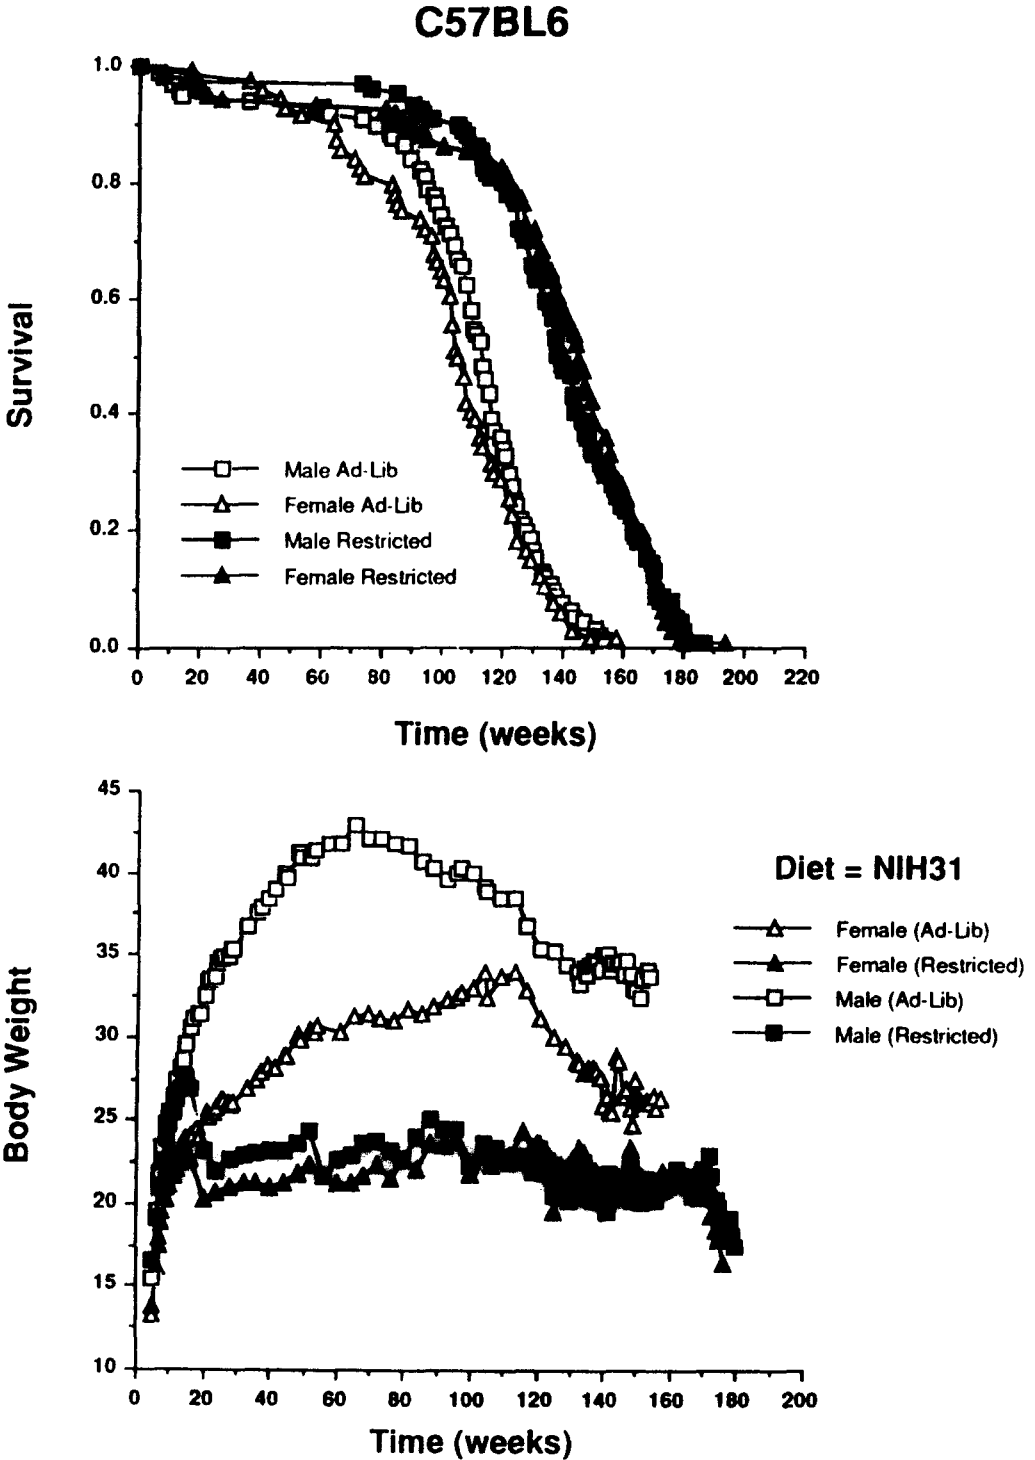 C57BL6
1.0
0.8
0.6
0.4
0.2
0.0
Survival
Male Ad-Lib
Female Ad-Lib
Male Restricted
Female Restricted
0 20 40 60 80 100 120 140 160 180 200 220
Time (weeks)
45
40
35
30
25
20
15
10
Body Weight
Diet = NIH31
Female (Ad-Lib)
Female (Restricted)
Male (Ad-Lib)
Male (Restricted)
0 20 40 60 80 100 120 140 160 180 200
Time (weeks)